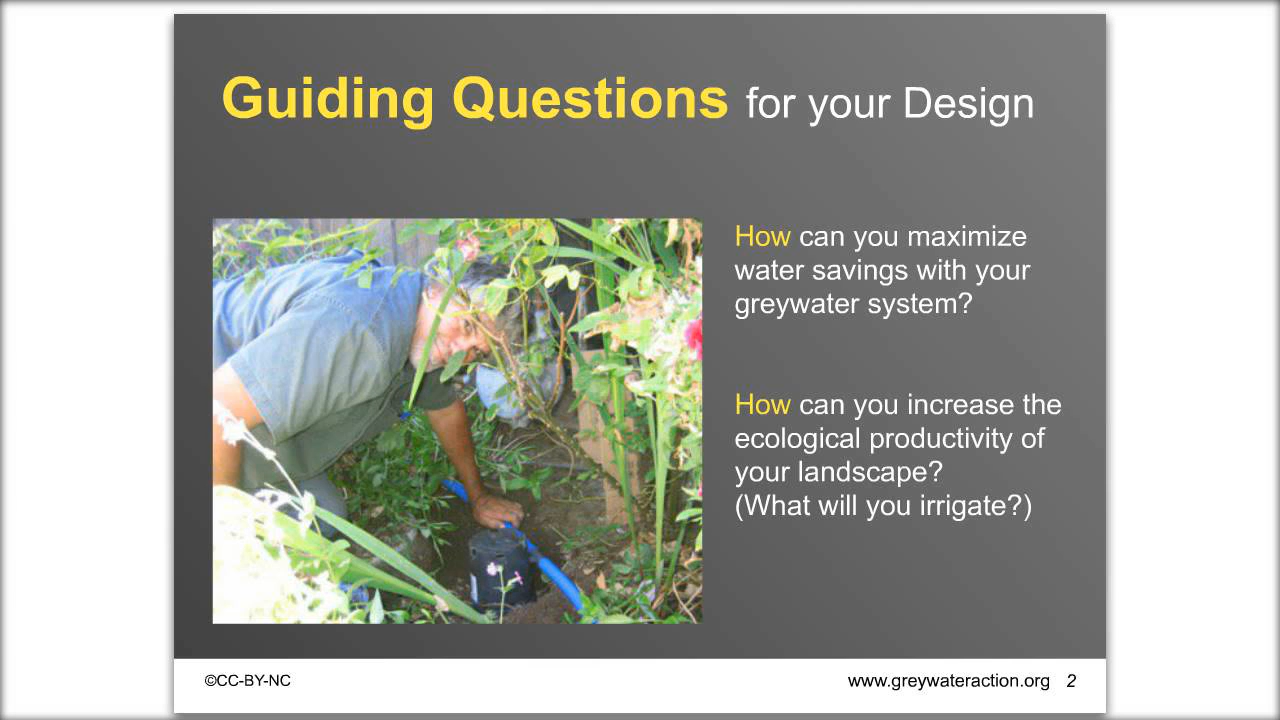 Guiding Questions for your Design
How can you maximize
water savings with your
greywater system?
How can you increase the
ecological productivity of
your landscape?
(What will you irrigate?)
©CC-BY-NC
www.greywateraction.org 2